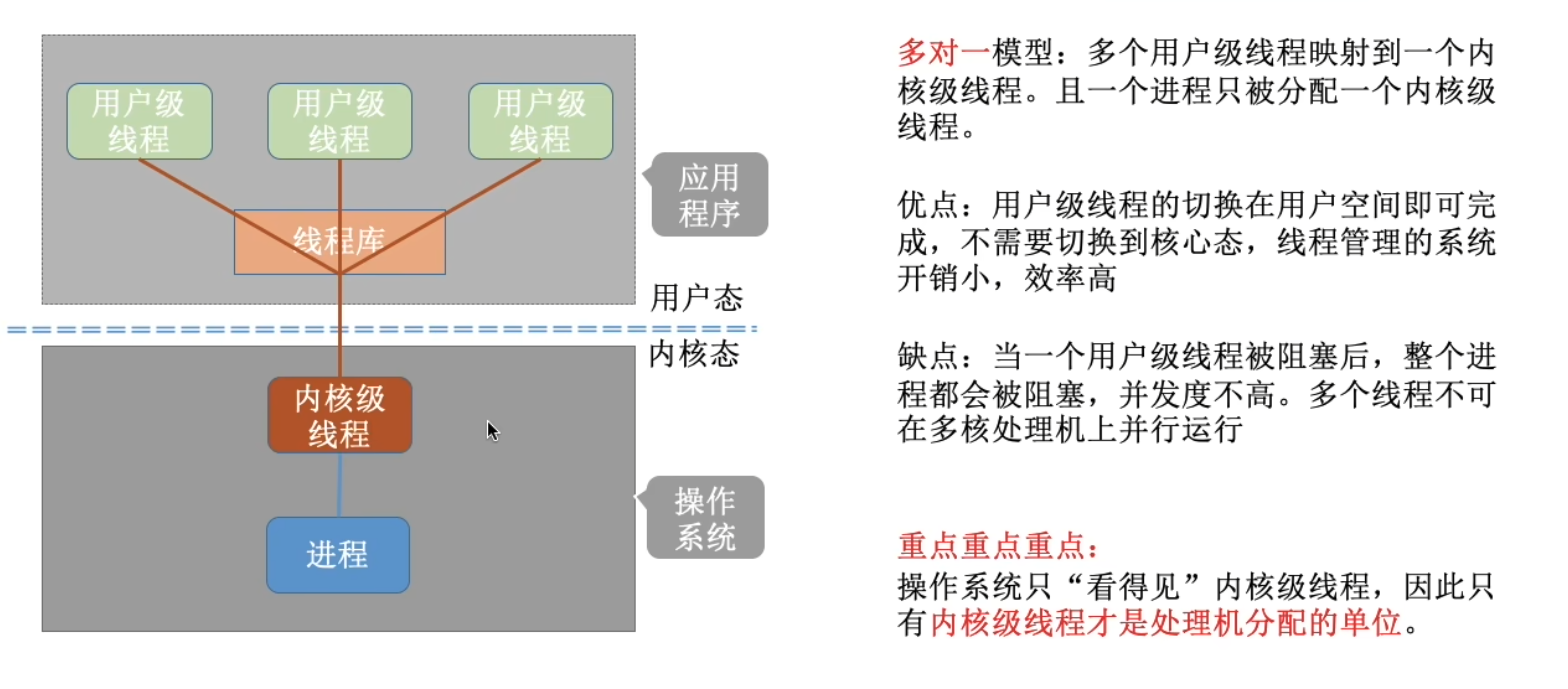 用户级
线程
用户级
线程
用户级
线程
应用
程序
线程库
用户态
内核态
内核级
线程
操作
系统
进程
多对一模型：多个用户级线程映射到一个内
核级线程。且一个进程只被分配一个内核级
线程。
优点：用户级线程的切换在用户空间即可完
成，不需要切换到核心态，线程管理的系统
开销小，效率高
缺点：当一个用户级线程被阻塞后，整个进
程都会被阻塞，并发度不高。多个线程不可
在多核处理机上并行运行
重点重点重点：
操作系统只“看得见”内核级线程，因此只
有内核级线程才是处理机分配的单位。